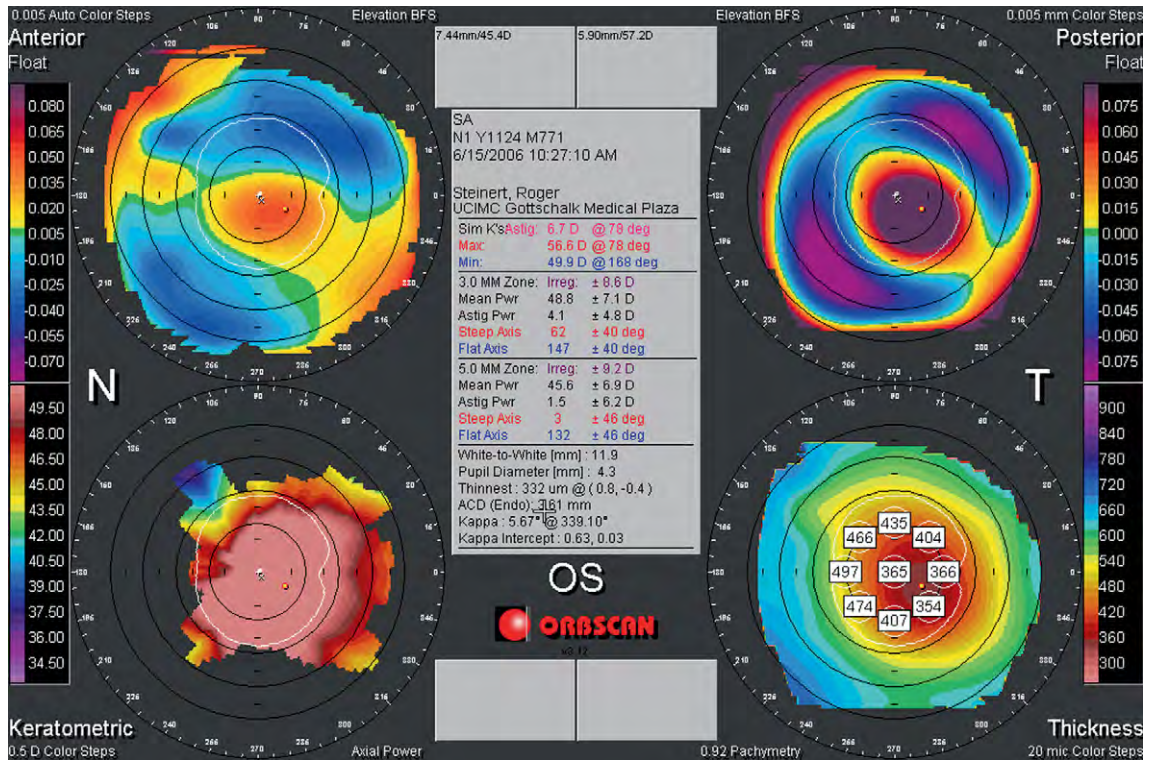 0.005 Auto Color Steps
Elevation BFS
Anterior
Float
0.080
0.065
0.050
0.035
0.020
0.005
-0.010
-0.025
-0.040
-0.055
-0.070
7.44mm/45.4D
5.90mm/57.2D
Elevation BFS
0.005 mm Color Steps
Posterior
Float
0.075
0.060
0.045
0.030
0.015
0.000
-0.015
-0.030
-0.045
-0.060
-0.075
SA
N1 Y1124 M771
6/15/2006 10:27:10 AM
Steinert, Roger
UCIMC Gottschalk Medical Plaza
Sim K's:Astig: 6.7 D @ 78 deg
Max: 56.6 D @ 78 deg
Min: 49.9 D @ 168 deg
3.0 MM Zone: Irreg: ± 8.6 D
Mean Pwr 48.8 ± 7.1 D
Astig Pwr 4.1 ± 4.8 D
Steep Axis 62 ± 40 deg
Flat Axis 147 ± 40 deg
5.0 MM Zone: Irreg: ± 9.2 D
Mean Pwr 45.6 ± 6.9 D
Astig Pwr 1.5 ± 6.2 D
Steep Axis 3 ± 46 deg
Flat Axis 132 ± 46 deg
White-to-White [mm] : 11.9
Pupil Diameter [mm] : 4.3
Thinnest : 332 um @ ( 0.8, -0.4 )
ACD (Endo): 3.61 mm
Kappa : 5.67° @ 339.10°
Kappa Intercept : 0.63, 0.03
N
T
OS
ORBSCAN
49.50
48.00
46.50
45.00
43.50
42.00
40.50
39.00
37.50
36.00
34.50
Keratometric
0.5 D Color Steps
Axial Power
435
466
404
497
365
366
474
354
407
900
840
780
720
660
600
540
480
420
360
300
Thickness
0.92 Pachymetry
20 mic Color Steps